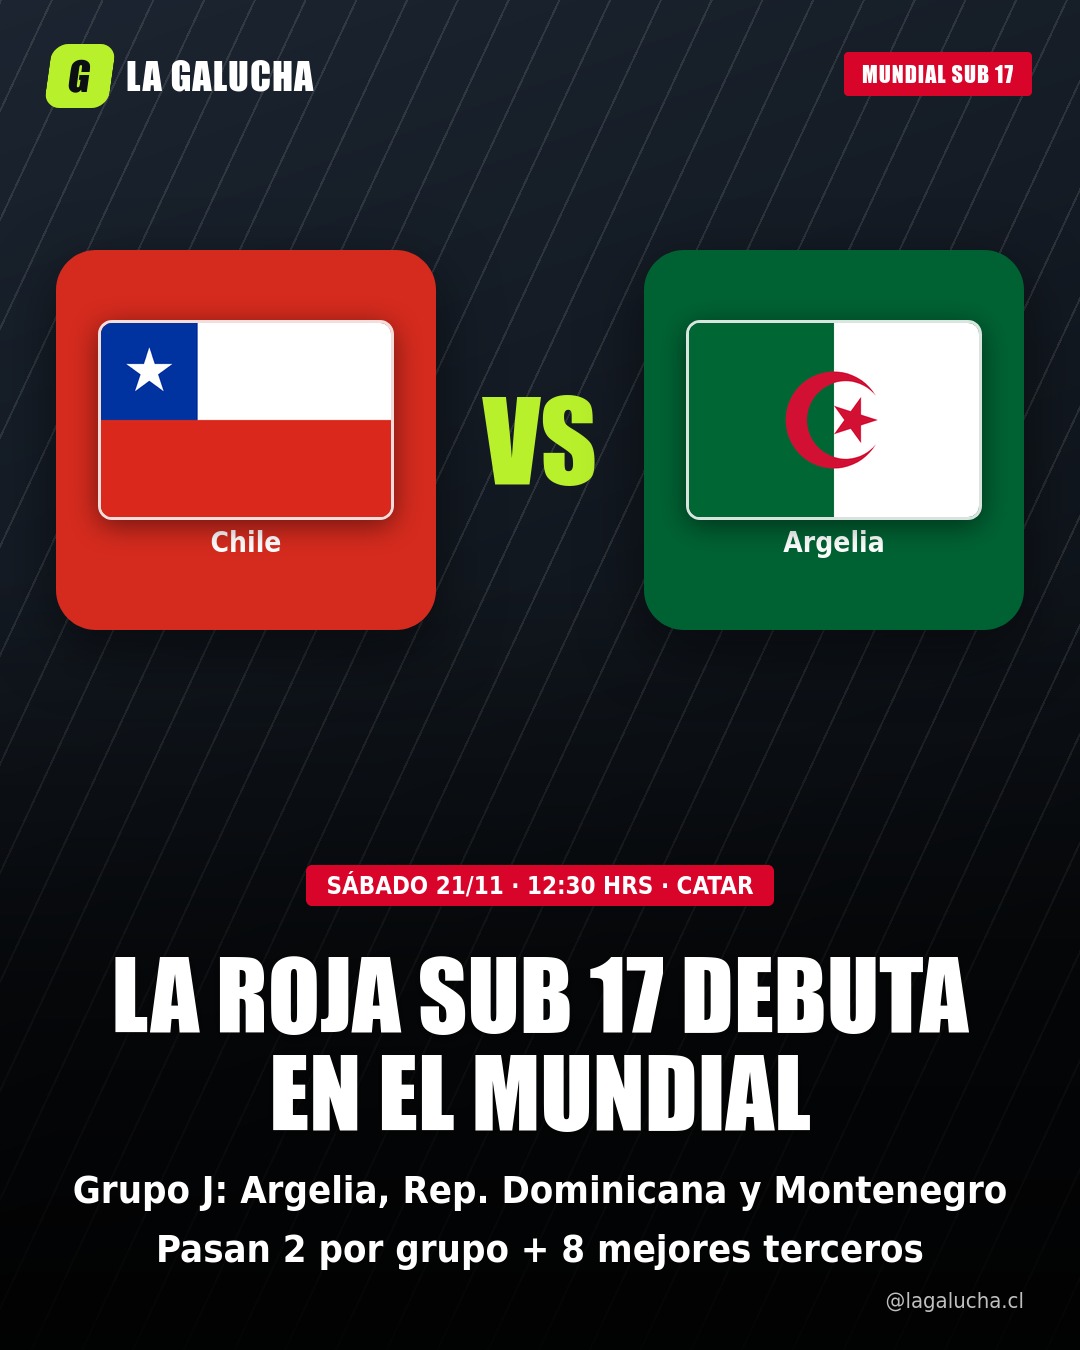 G LA GALUCHA
MUNDIAL SUB 17
Chile
VS
Argelia
SÁBADO 21/11 · 12:30 HRS · CATAR
LA ROJA SUB 17 DEBUTA
EN EL MUNDIAL
Grupo J: Argelia, Rep. Dominicana y Montenegro
Pasan 2 por grupo + 8 mejores terceros
@lagalucha.cl